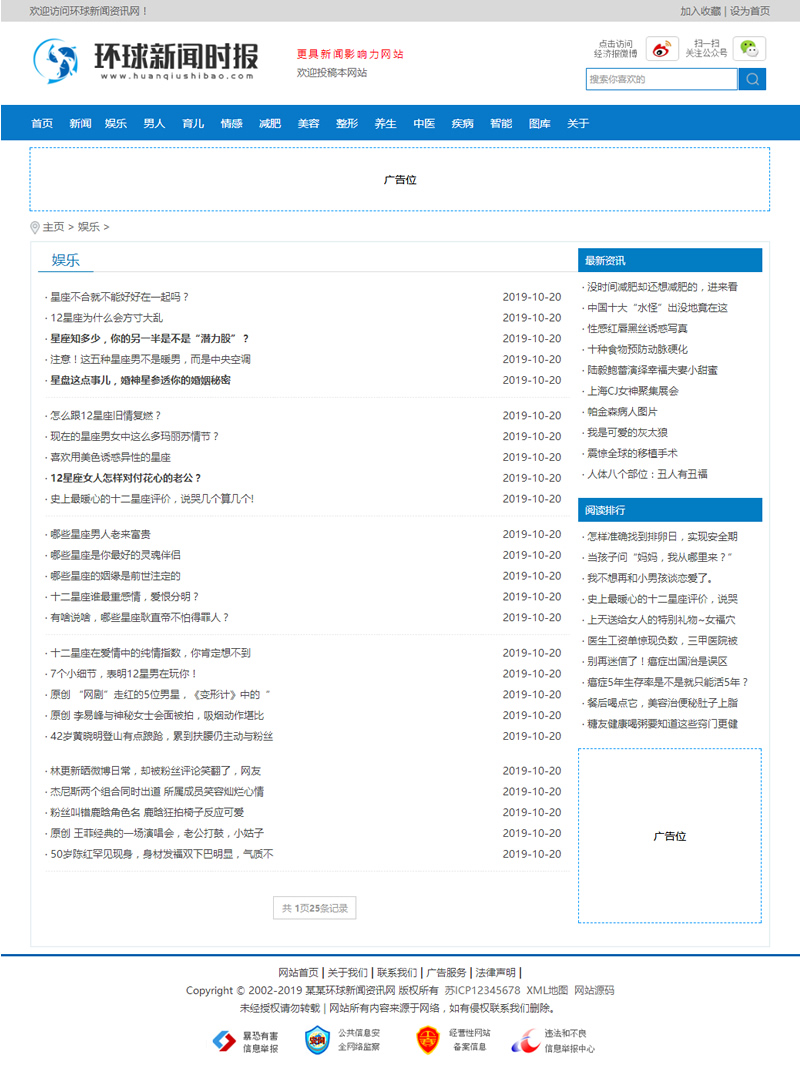 欢迎访问环球新闻资讯网！
加入收藏 | 设为首页
环球新闻时报
www.huanqiushibao.com
更具新闻影响力网站
欢迎投稿本网站
点击访问
经济报微博
扫一扫
关注公众号
搜索你喜欢的
首页 新闻 娱乐 男人 育儿 情感 减肥 美容 整形 养生 中医 疾病 智能 图库 关于
广告位
主页 > 娱乐 >
娱乐
· 星座不合就不能好好在一起吗？ 2019-10-20
· 12星座为什么会方寸大乱 2019-10-20
· 星座知多少，你的另一半是不是“潜力股”？ 2019-10-20
· 注意！这五种星座男不是暖男，而是中央空调 2019-10-20
· 星盘这点事儿，婚神星参透你的婚姻秘密 2019-10-20
· 怎么跟12星座旧情复燃？ 2019-10-20
· 现在的星座男女中这么多玛丽苏情节？ 2019-10-20
· 喜欢用美色诱惑异性的星座 2019-10-20
· 12星座女人怎样对付花心的老公？ 2019-10-20
· 史上最暖心的十二星座评价，说哭几个算几个! 2019-10-20
· 哪些星座男人老来富贵 2019-10-20
· 哪些星座是你最好的灵魂伴侣 2019-10-20
· 哪些星座的姻缘是前世注定的 2019-10-20
· 十二星座谁最重感情，爱恨分明？ 2019-10-20
· 有啥说啥，哪些星座耿直帝不怕得罪人？ 2019-10-20
· 十二星座在爱情中的纯情指数，你肯定想不到 2019-10-20
· 7个小细节，表明12星男在玩你！ 2019-10-20
· 原创 “网剧”走红的5位男星，《变形计》中的“ 2019-10-20
· 原创 李易峰与神秘女士会面被拍，吸烟动作堪比 2019-10-20
· 42岁黄晓明登山有点踉跄，累到扶腰仍主动与粉丝 2019-10-20
· 林更新晒微博日常，却被粉丝评论笑翻了，网友 2019-10-20
· 杰尼斯两个组合同时出道 所属成员笑容灿烂心情 2019-10-20
· 粉丝叫错鹿晗角色名 鹿晗狂拍椅子反应可爱 2019-10-20
· 原创 王菲经典的一场演唱会，老公打鼓，小姑子 2019-10-20
· 50岁陈红罕见现身，身材发福双下巴明显，气质不 2019-10-20
共 1页25条记录
最新资讯
· 没时间减肥却还想减肥的，进来看
· 中国十大“水怪”出没地竟在这
· 性感红唇黑丝诱惑写真
· 十种食物预防动脉硬化
· 陆毅鲍蕾演绎幸福夫妻小甜蜜
· 上海CJ女神聚集展会
· 帕金森病人图片
· 我是可爱的灰太狼
· 震惊全球的移植手术
· 人体八个部位：丑人有丑福
阅读排行
· 怎样准确找到排卵日，实现安全期
· 当孩子问“妈妈，我从哪里来？”
· 我不想再和小男孩谈恋爱了。
· 史上最暖心的十二星座评价，说哭
· 上天送给女人的特别礼物~女福穴
· 医生工资单惊现负数，三甲医院被
· 别再迷信了！癌症出国治是误区
· 癌症5年生存率是不是就只能活5年？
· 餐后喝点它，美容治便秘肚子上脂
· 糖友健康喝粥要知道这些窍门更健
广告位
网站首页 | 关于我们 | 联系我们 | 广告服务 | 法律声明 |
Copyright © 2002-2019 某某环球新闻资讯网 版权所有 苏ICP12345678 XML地图 网站源码
未经授权请勿转载 | 网站所有内容来源于网络，如有侵权联系我们删除。
暴恐有害
信息举报
公共信息安
全网络监察
经营性网站
备案信息
违法和不良
信息举报中心